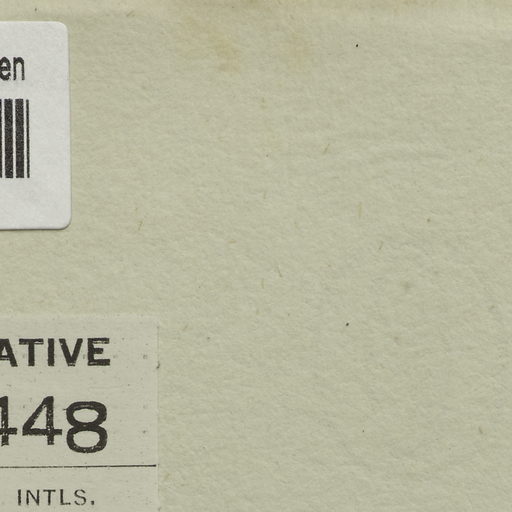 en
ATIVE
448
INTLS.